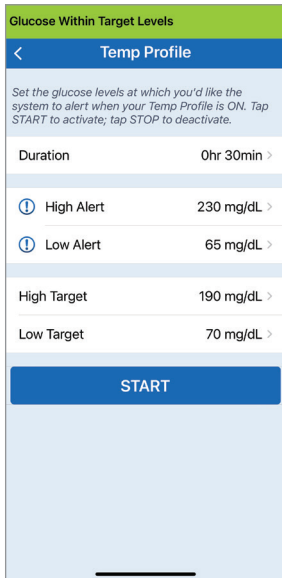 Glucose Within Target Levels
Temp Profile
Set the glucose levels at which you'd like the
system to alert when your Temp Profile is ON. Tap
START to activate; tap STOP to deactivate.
Duration 0hr 30min
High Alert 230 mg/dL
Low Alert 65 mg/dL
High Target 190 mg/dL
Low Target 70 mg/dL
START